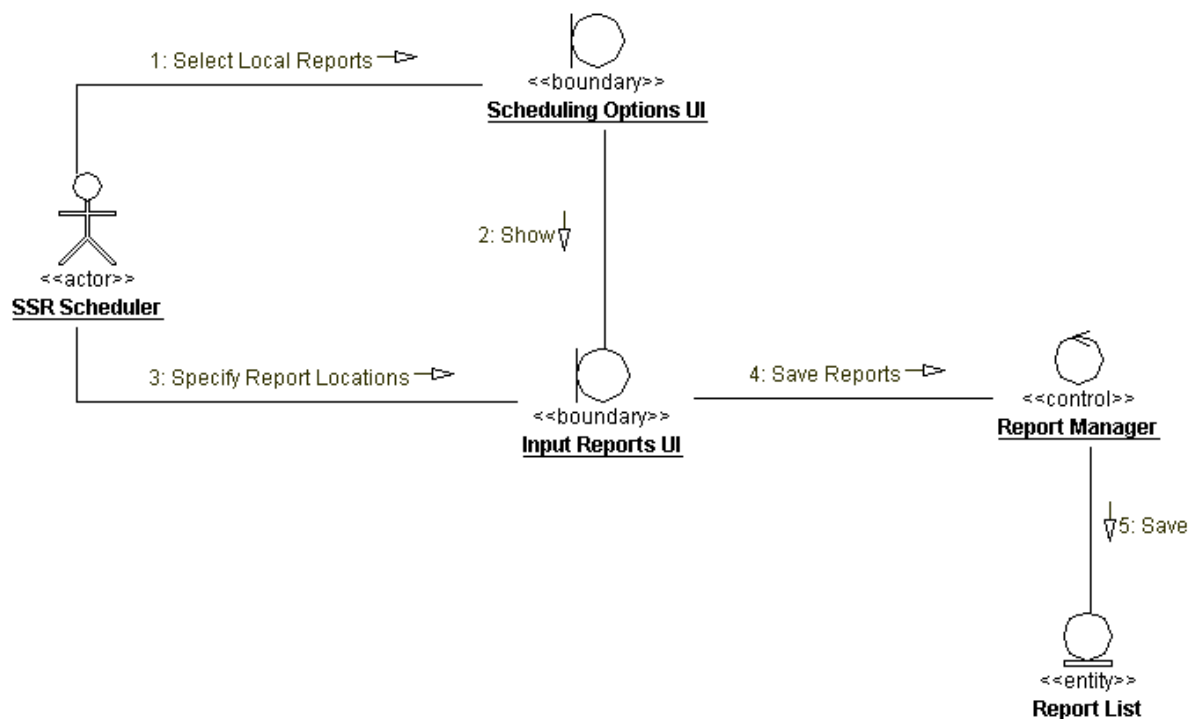 1: Select Local Reports
<<boundary>>
Scheduling Options UI
2: Show
<<actor>>
SSR Scheduler
3: Specify Report Locations
<<boundary>>
Input Reports UI
4: Save Reports
<<control>>
Report Manager
5: Save
<<entity>>
Report List